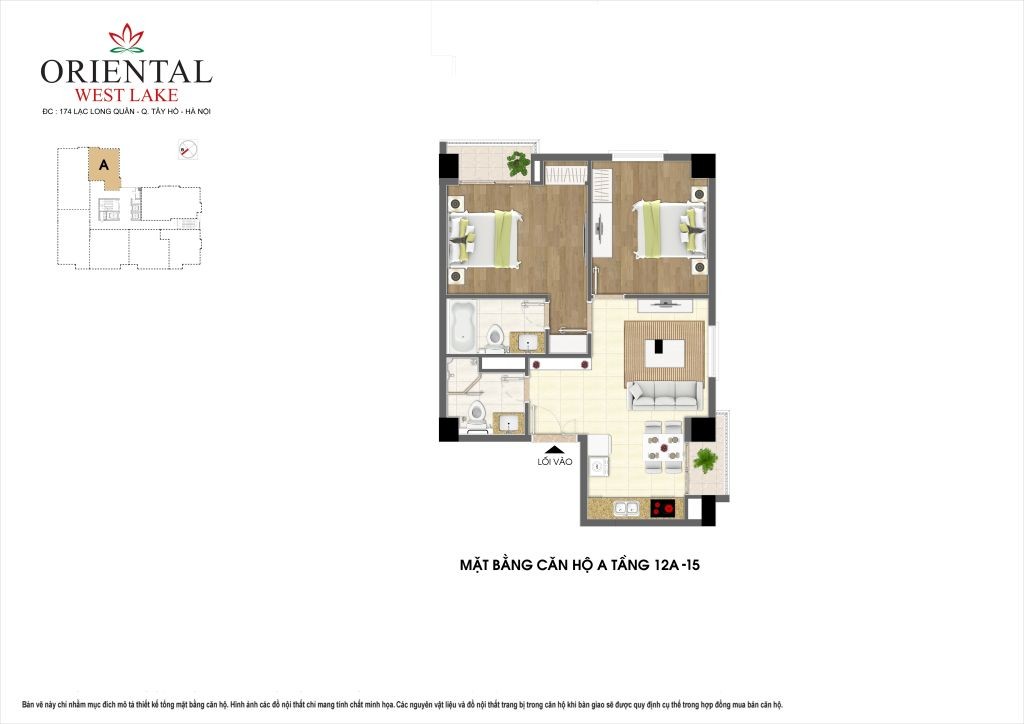 ORIENTAL
WEST LAKE
ĐC : 174 LẠC LONG QUÂN - Q. TÂY HỒ - HÀ NỘI
A
LỐI VÀO
MẶT BẰNG CĂN HỘ A TẦNG 12A -15
Bản vẽ này chỉ nhằm mục đích mô tả thiết kế tổng mặt bằng căn hộ. Hình ảnh các đồ nội thất chỉ mang tính chất minh họa. Các nguyên vật liệu và đồ nội thất trang bị trong căn hộ khi bàn giao sẽ được quy định cụ thể trong hợp đồng mua bán căn hộ.